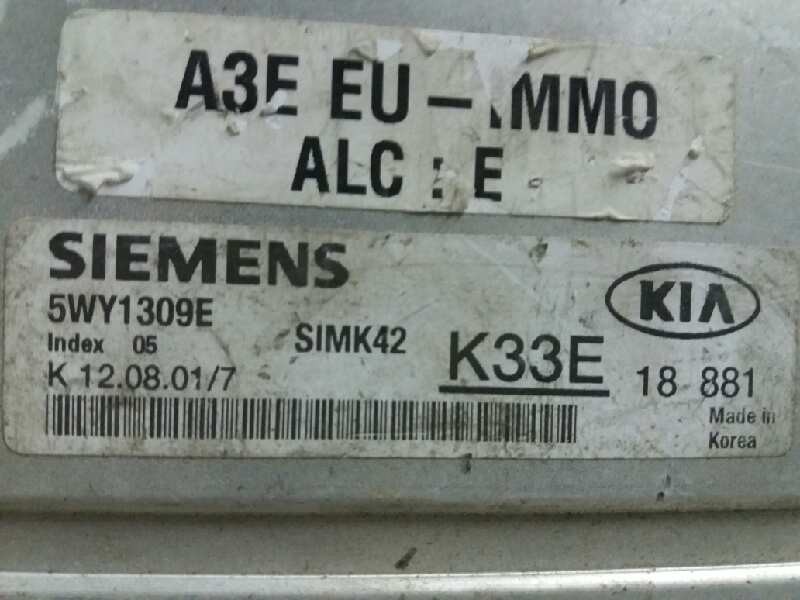 A3E EU-IMMO
ALC : E
SIEMENS
5WY1309E
Index 05
SIMK42
K 12.08.01/7
K33E
KIA
18 881
Made in
Korea